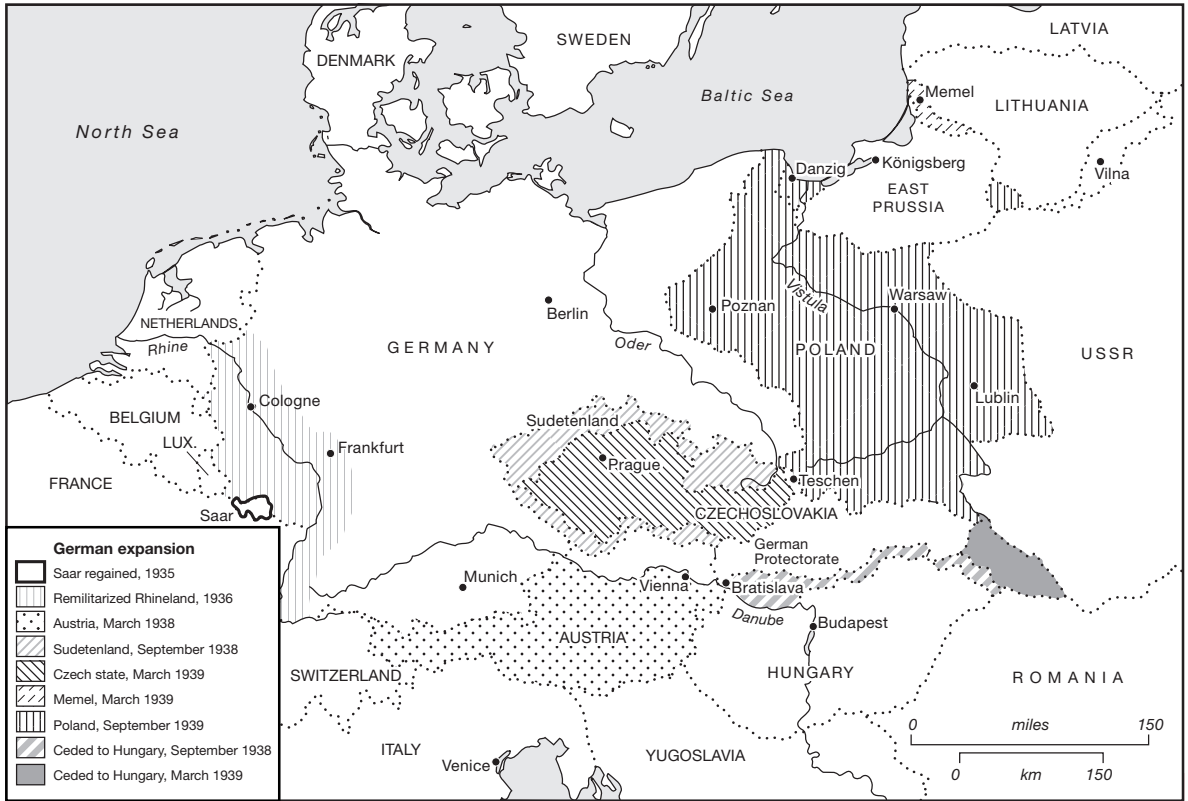 SWEDEN
LATVIA
DENMARK
Baltic Sea
Memel
LITHUANIA
North Sea
Danzig
Königsberg
Vilna
EAST
PRUSSIA
Berlin
Poznan
Vistula
Warsaw
NETHERLANDS
Rhine
GERMANY
Oder
POLAND
USSR
Cologne
Lublin
BELGIUM
Sudetenland
LUX.
Frankfurt
Prague
FRANCE
Teschen
Saar
CZECHOSLOVAKIA
German
Protectorate
Munich
Vienna
Bratislava
Danube
Budapest
AUSTRIA
SWITZERLAND
HUNGARY
ROMANIA
ITALY
YUGOSLAVIA
Venice
0 miles 150
0 km 150
German expansion
Saar regained, 1935
Remilitarized Rhineland, 1936
Austria, March 1938
Sudetenland, September 1938
Czech state, March 1939
Memel, March 1939
Poland, September 1939
Ceded to Hungary, September 1938
Ceded to Hungary, March 1939